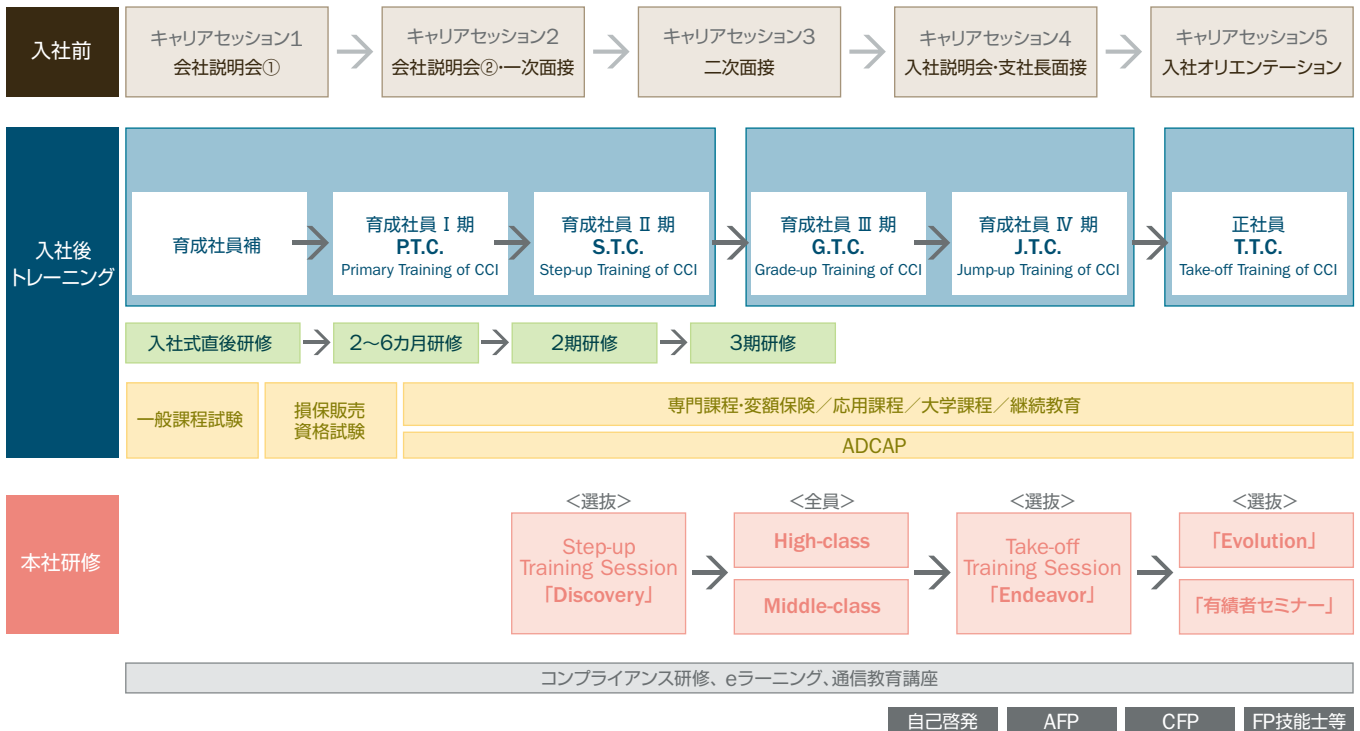 入社前
キャリアセッション1
会社説明会①
キャリアセッション2
会社説明会②・一次面接
キャリアセッション3
二次面接
キャリアセッション4
入社説明会・支社長面接
キャリアセッション5
入社オリエンテーション
入社後
トレーニング
育成社員補
育成社員 Ⅰ 期
P.T.C.
Primary Training of CCI
育成社員 Ⅱ 期
S.T.C.
Step-up Training of CCI
育成社員 Ⅲ 期
G.T.C.
Grade-up Training of CCI
育成社員 Ⅳ 期
J.T.C.
Jump-up Training of CCI
正社員
T.T.C.
Take-off Training of CCI
入社式直後研修
2〜6カ月研修
2期研修
3期研修
一般課程試験
損保販売
資格試験
専門課程・変額保険／応用課程／大学課程／継続教育
ADCAP
本社研修
＜選抜＞
Step-up
Training Session
「Discovery」
＜全員＞
High-class
Middle-class
＜選抜＞
Take-off
Training Session
「Endeavor」
＜選抜＞
「Evolution」
「有績者セミナー」
コンプライアンス研修、eラーニング、通信教育講座
自己啓発
AFP
CFP
FP技能士等